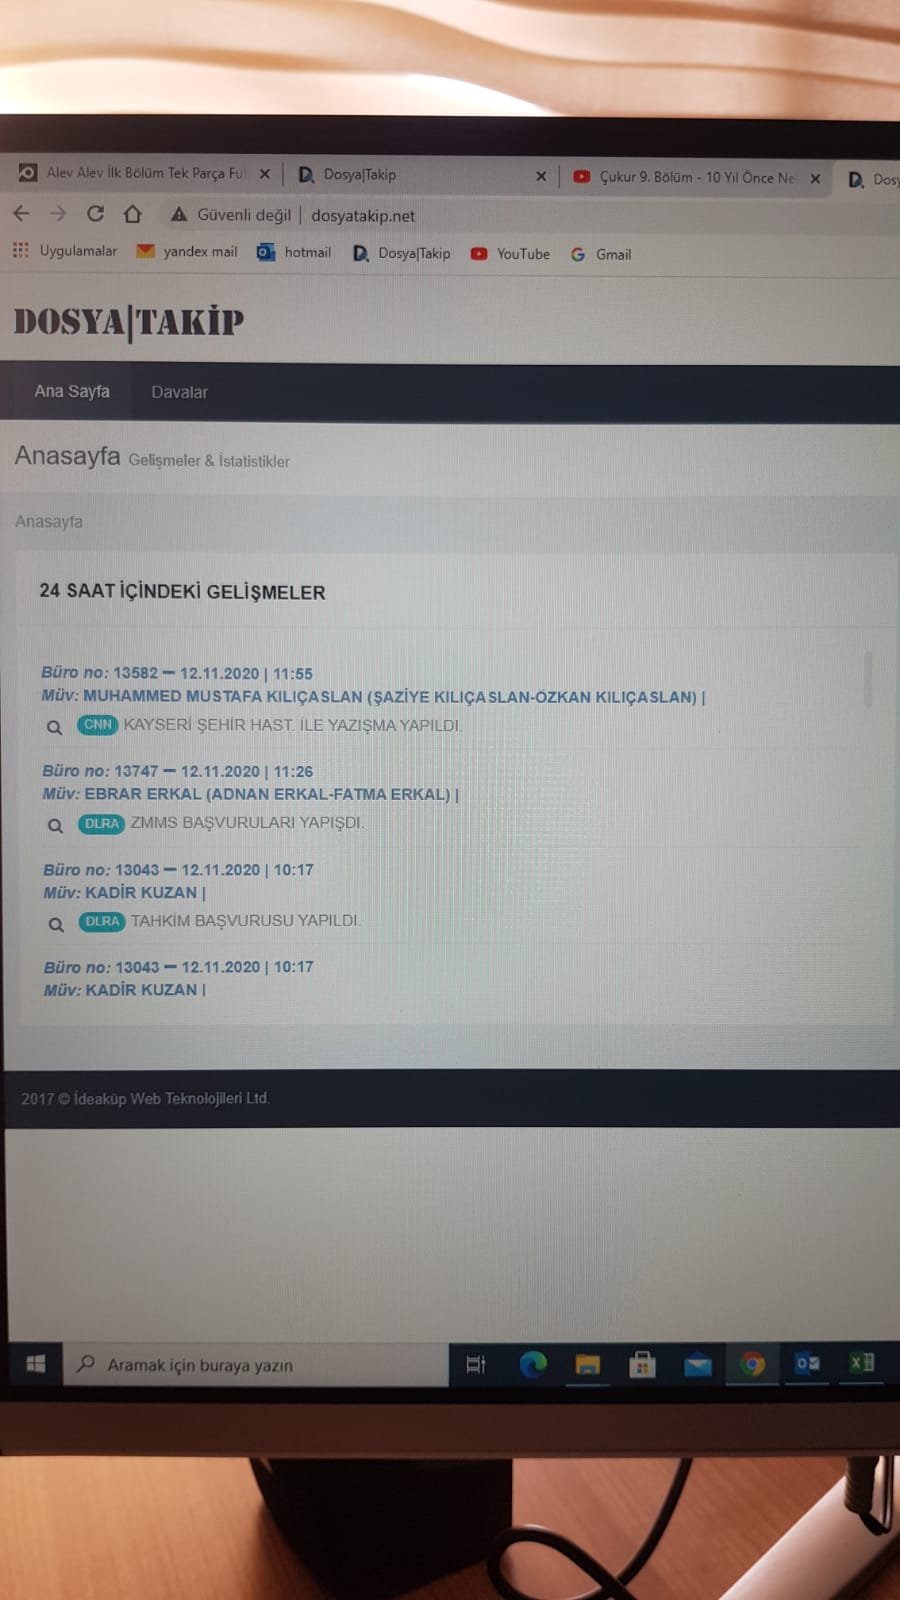 Alev Alev İlk Bölüm Tek Parça Ful
Dosya|Takip
Çukur 9. Bölüm - 10 Yıl Önce Ne
Dosy
Güvenli değil | dosyatakip.net
Uygulamalar
yandex mail
hotmail
Dosya|Takip
YouTube
Gmail
DOSYA|TAKİP
Ana Sayfa
Davalar
Anasayfa Gelişmeler & İstatistikler
Anasayfa
24 SAAT İÇİNDEKİ GELİŞMELER
Büro no: 13582 — 12.11.2020 | 11:55
Müv: MUHAMMED MUSTAFA KILIÇASLAN (ŞAZİYE KILIÇASLAN-ÖZKAN KILIÇASLAN) |
CNN KAYSERİ ŞEHİR HAST. İLE YAZIŞMA YAPILDI.
Büro no: 13747 — 12.11.2020 | 11:26
Müv: EBRAR ERKAL (ADNAN ERKAL-FATMA ERKAL) |
DLRA ZMMS BAŞVURULARI YAPIŞDI.
Büro no: 13043 — 12.11.2020 | 10:17
Müv: KADİR KUZAN |
DLRA TAHKİM BAŞVURUSU YAPILDI.
Büro no: 13043 — 12.11.2020 | 10:17
Müv: KADİR KUZAN |
2017 © İdeaküp Web Teknolojileri Ltd.
Aramak için buraya yazın